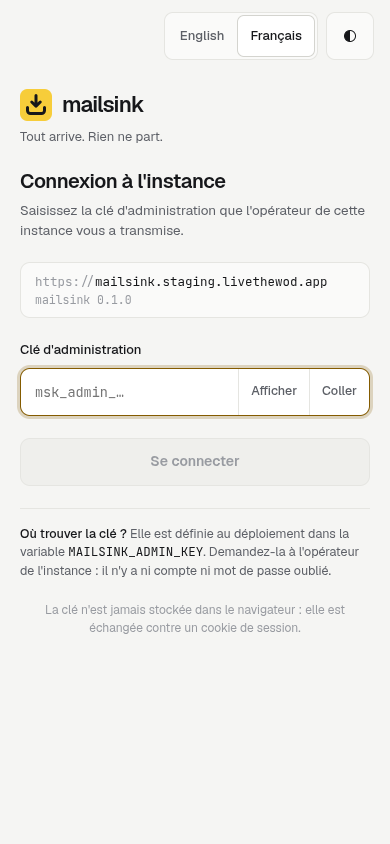 English Français
mailsink
Tout arrive. Rien ne part.
Connexion à l'instance
Saisissez la clé d'administration que l'opérateur de cette
instance vous a transmise.
https://mailsink.staging.livethewod.app
mailsink 0.1.0
Clé d'administration
msk_admin_… Afficher Coller
Se connecter
Où trouver la clé ? Elle est définie au déploiement dans la
variable MAILSINK_ADMIN_KEY. Demandez-la à l'opérateur
de l'instance : il n'y a ni compte ni mot de passe oublié.
La clé n'est jamais stockée dans le navigateur : elle est
échangée contre un cookie de session.